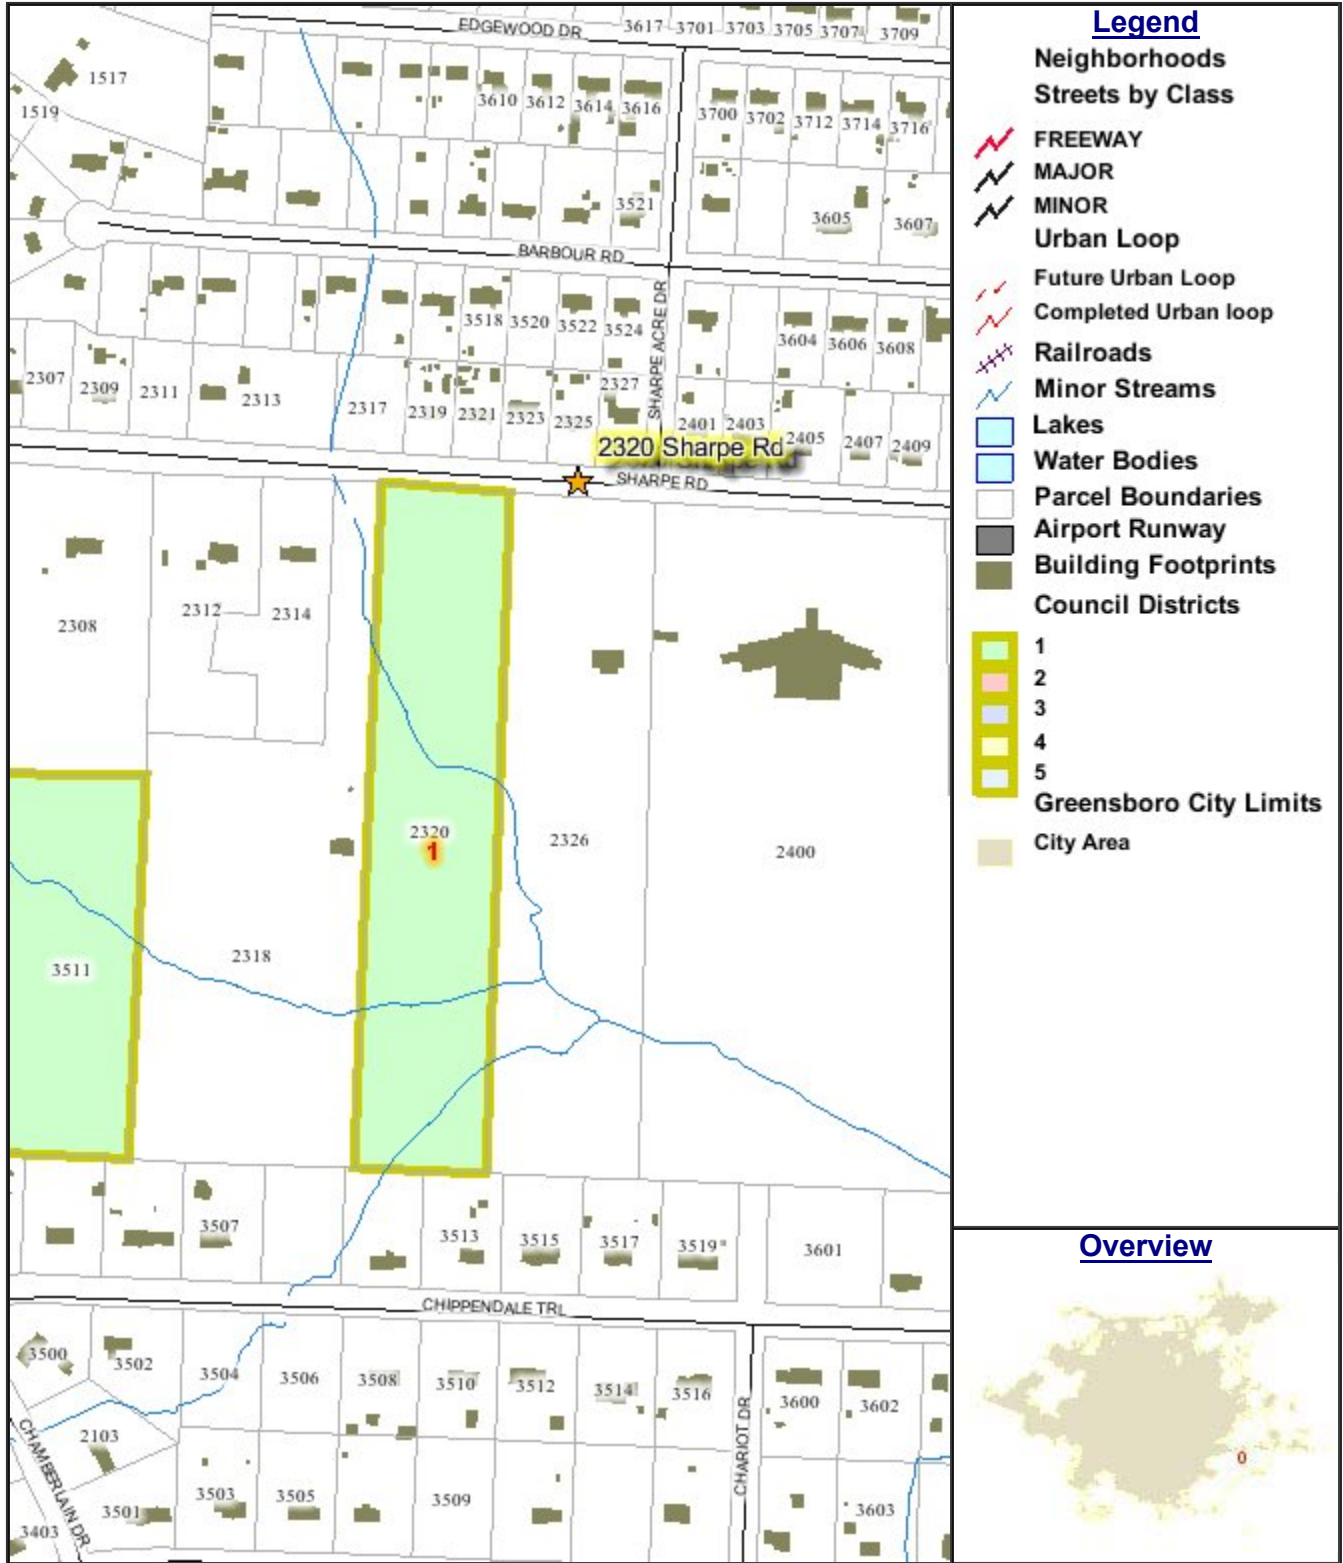 EDGEWOOD DR
3617 3701 3703 3705 3707 3709
1517
1519
3610 3612 3614 3616
3700 3702 3712 3714 3716
3521
3605 3607
BARBOUR RD
SHARPE ACRE DR
3518 3520 3522 3524
3604 3606 3608
2307 2309 2311 2313 2317 2319 2321 2323 2325 2327
2401 2403 2405 2407 2409
2320 Sharpe Rd
SHARPE RD
2308
2312 2314
2320
1
2326
2400
2318
3511
3507
3513 3515 3517 3519
3601
CHIPPENDALE TRL
3500 3502 3504 3506 3508 3510 3512 3514 3516
3600 3602
CHARIOT DR
CHAMBERLAIN DR
2103
3501 3503 3505 3509
3603
3403
Legend
Neighborhoods
Streets by Class
FREEWAY
MAJOR
MINOR
Urban Loop
Future Urban Loop
Completed Urban loop
Railroads
Minor Streams
Lakes
Water Bodies
Parcel Boundaries
Airport Runway
Building Footprints
Council Districts
1
2
3
4
5
Greensboro City Limits
City Area
Overview
0